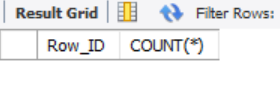 Result Grid Filter Rows:
Row_ID COUNT(*)